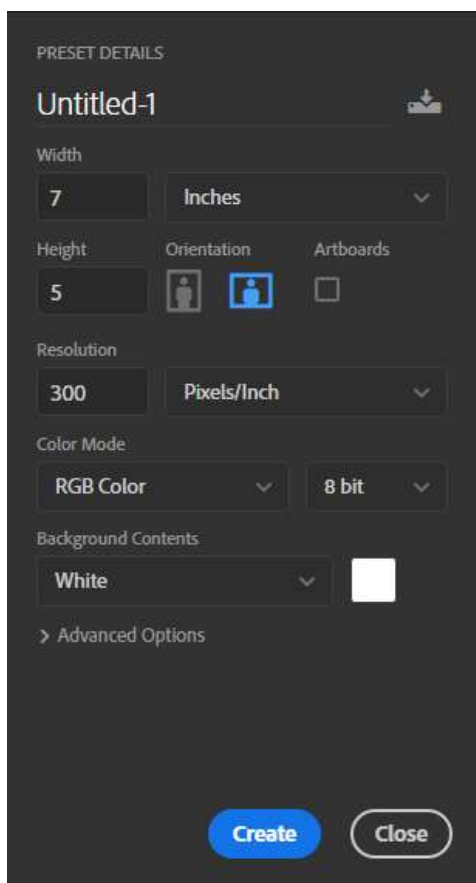 PRESET DETAILS
Untitled-1
Width
7 Inches
Height Orientation Artboards
5
Resolution
300 Pixels/Inch
Color Mode
RGB Color 8 bit
Background Contents
White
Advanced Options
Create Close